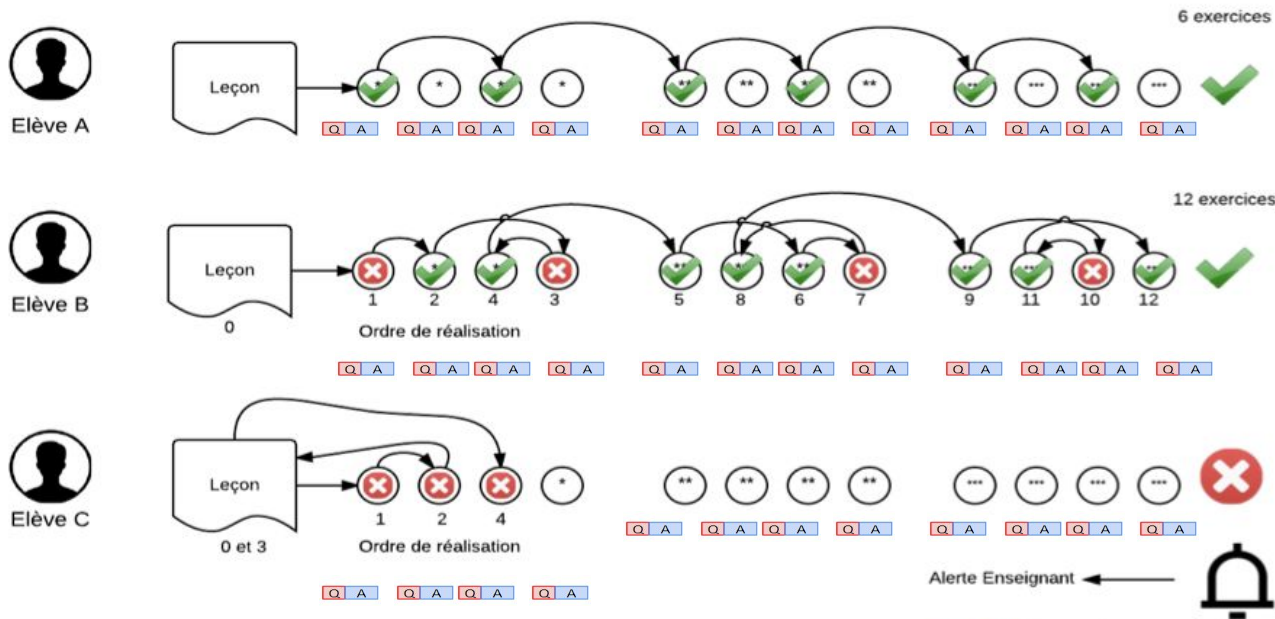 6 exercices
Elève A
Leçon
* * ** ** *** ***
Q A Q A Q A Q A Q A Q A Q A Q A Q A Q A Q A Q A
12 exercices
Elève B
Leçon
0
1 2 4 3 5 8 6 7 9 11 10 12
Ordre de réalisation
Q A Q A Q A Q A Q A Q A Q A Q A Q A Q A Q A Q A
Elève C
Leçon
* ** ** ** ** *** *** *** ***
1 2 4
0 et 3
Ordre de réalisation
Q A Q A Q A Q A Q A Q A Q A Q A
Alerte Enseignant
Q A Q A Q A Q A